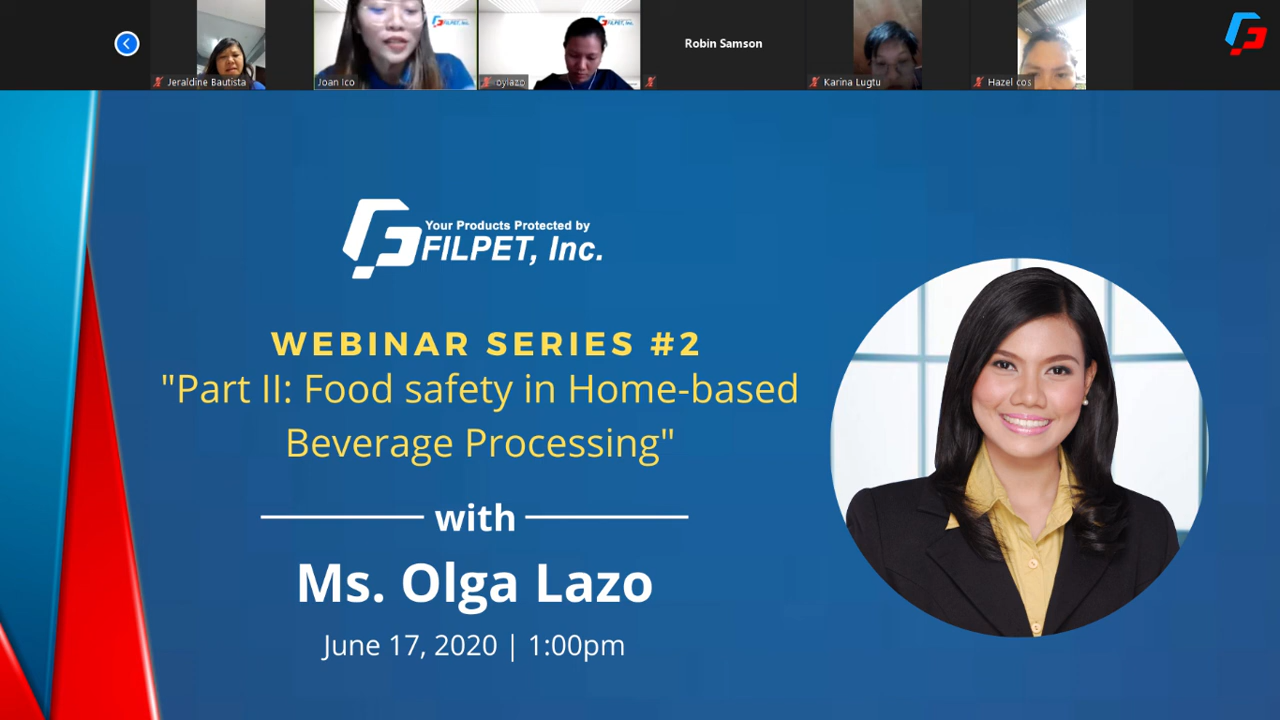 Robin Samson
Jeraldine Bautista
Joan Ico
Karina Lugtu
Hazel cos
Your Products Protected by
FILPET, Inc.
WEBINAR SERIES #2
"Part II: Food safety in Home-based
Beverage Processing"
with
Ms. Olga Lazo
June 17, 2020 | 1:00pm